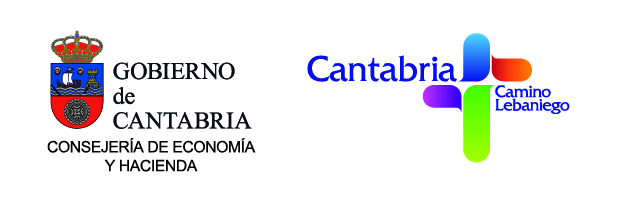 GOBIERNO
de
CANTABRIA
CONSEJERÍA DE ECONOMÍA
Y HACIENDA
Cantabria
Camino
Lebaniego